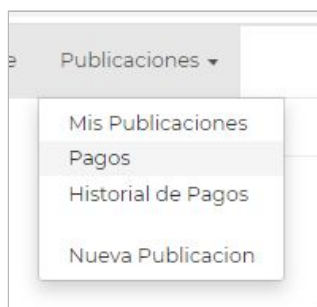 e Publicaciones
Mis Publicaciones
Pagos
Historial de Pagos
Nueva Publicacion